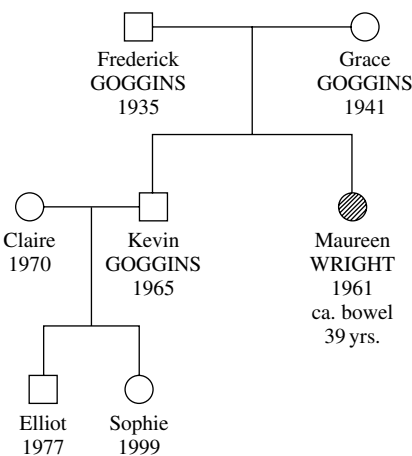 Frederick
GOGGINS
1935
Grace
GOGGINS
1941
Claire
1970
Kevin
GOGGINS
1965
Maureen
WRIGHT
1961
ca. bowel
39 yrs.
Elliot
1977
Sophie
1999